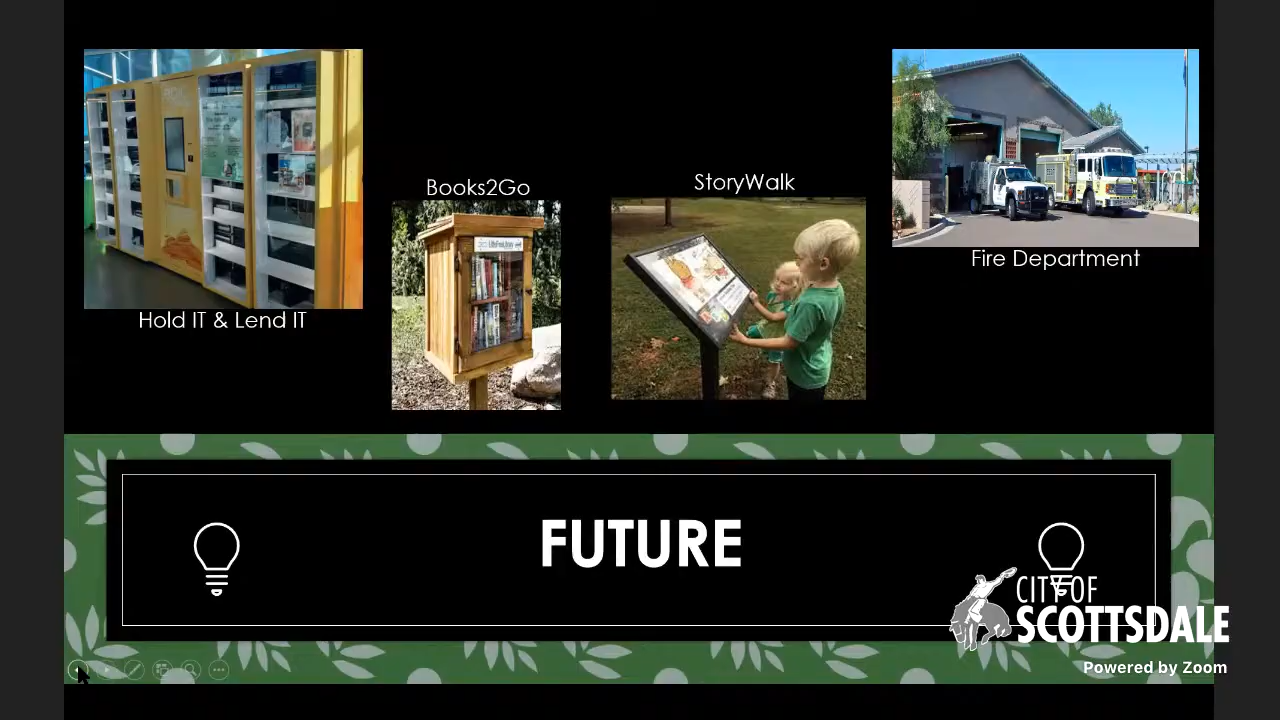 Hold IT & Lend IT
Books2Go
StoryWalk
Fire Department
FUTURE
CITY OF
SCOTTSDALE
Powered by Zoom